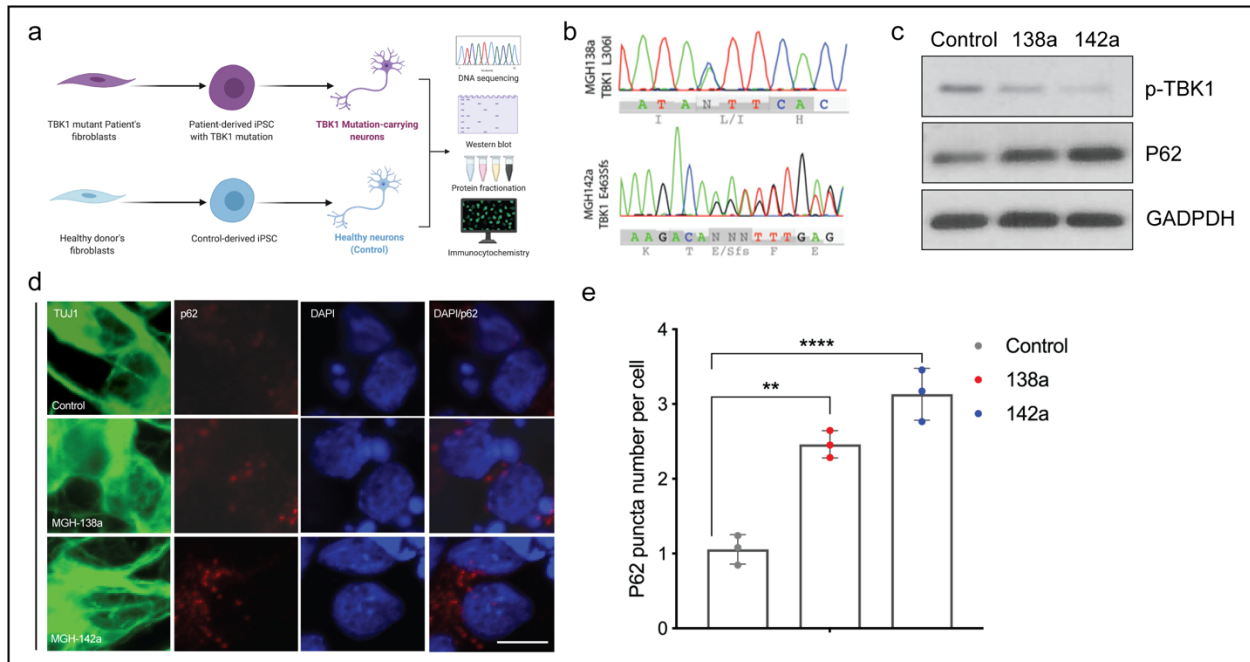 a
TBK1 mutant Patient's
fibroblasts
Patient-derived iPSC
with TBK1 mutation
TBK1 Mutation-carrying
neurons
Healthy donor's
fibroblasts
Control-derived iPSC
Healthy neurons
(Control)
DNA sequencing
Western blot
Protein fractionation
Immunocytochemistry
b
MGH138a
TBK1 L306I
A T A N T T C A C
I L/I H
MGH142a
TBK1 E463Sfs
A A G A C A N N N T T T G A G
K T E/Sfs F E
c
Control 138a 142a
p-TBK1
P62
GADPDH
d
TUJ1 p62 DAPI DAPI/p62
Control
MGH-138a
MGH-142a
e
P62 puncta number per cell
4
3
2
1
0
**
****
Control
138a
142a